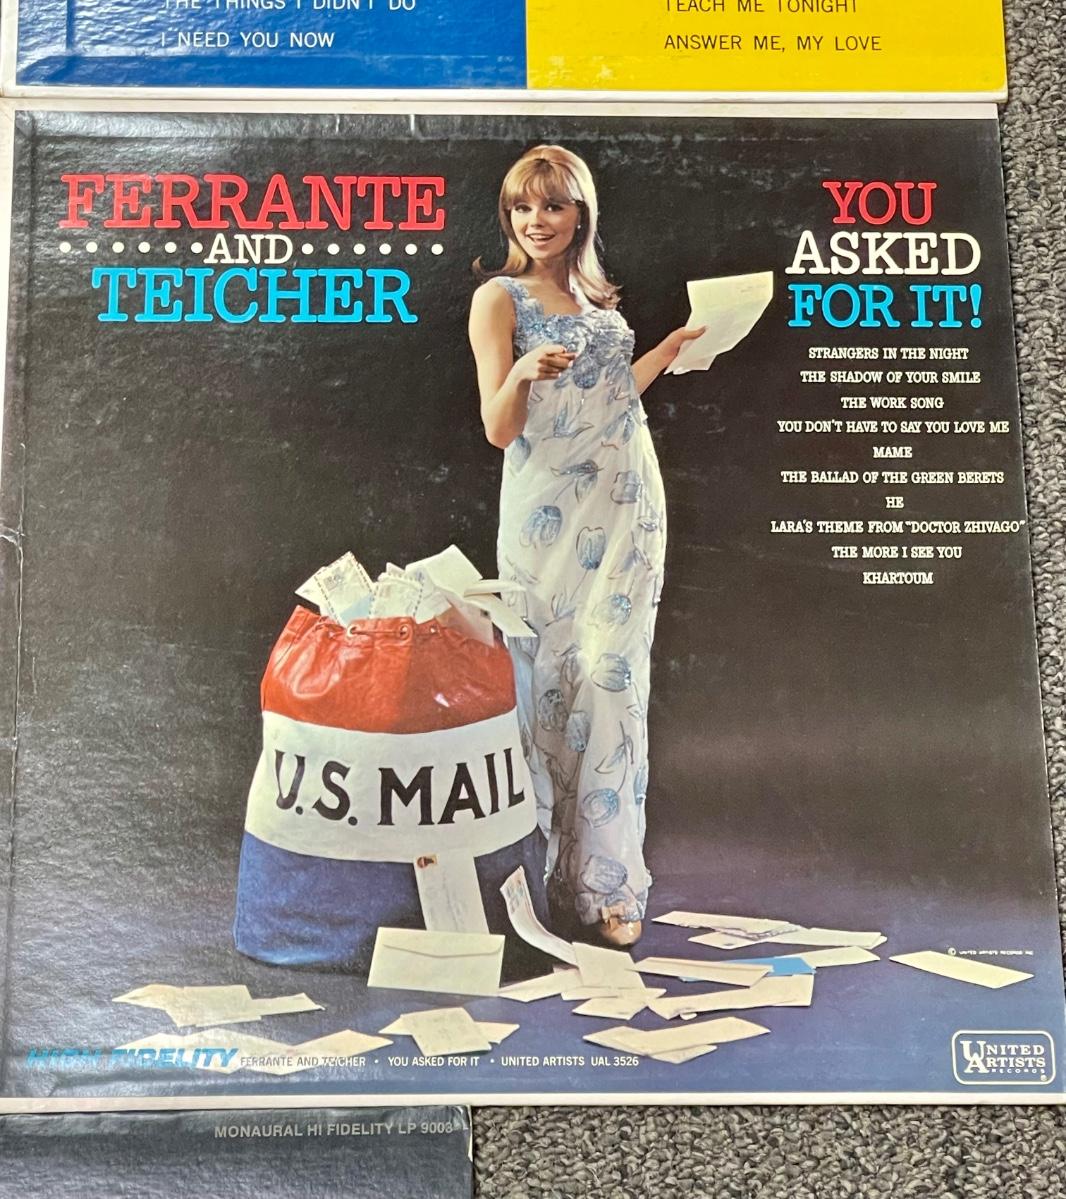 THE THINGS I DIDN'T DO
I NEED YOU NOW
TEACH ME TONIGHT
ANSWER ME, MY LOVE
FERRANTE
AND
TEICHER
YOU
ASKED
FOR IT!
STRANGERS IN THE NIGHT
THE SHADOW OF YOUR SMILE
THE WORK SONG
YOU DON'T HAVE TO SAY YOU LOVE ME
MAME
THE BALLAD OF THE GREEN BERETS
HE
LARA'S THEME FROM "DOCTOR ZHIVAGO"
THE MORE I SEE YOU
KHARTOUM
U.S. MAIL
© UNITED ARTISTS RECORDS INC
HIGH FIDELITY FERRANTE AND TEICHER • YOU ASKED FOR IT • UNITED ARTISTS UAL 3526
UNITED
ARTISTS
RECORDS ®
MONAURAL HI FIDELITY LP 9003